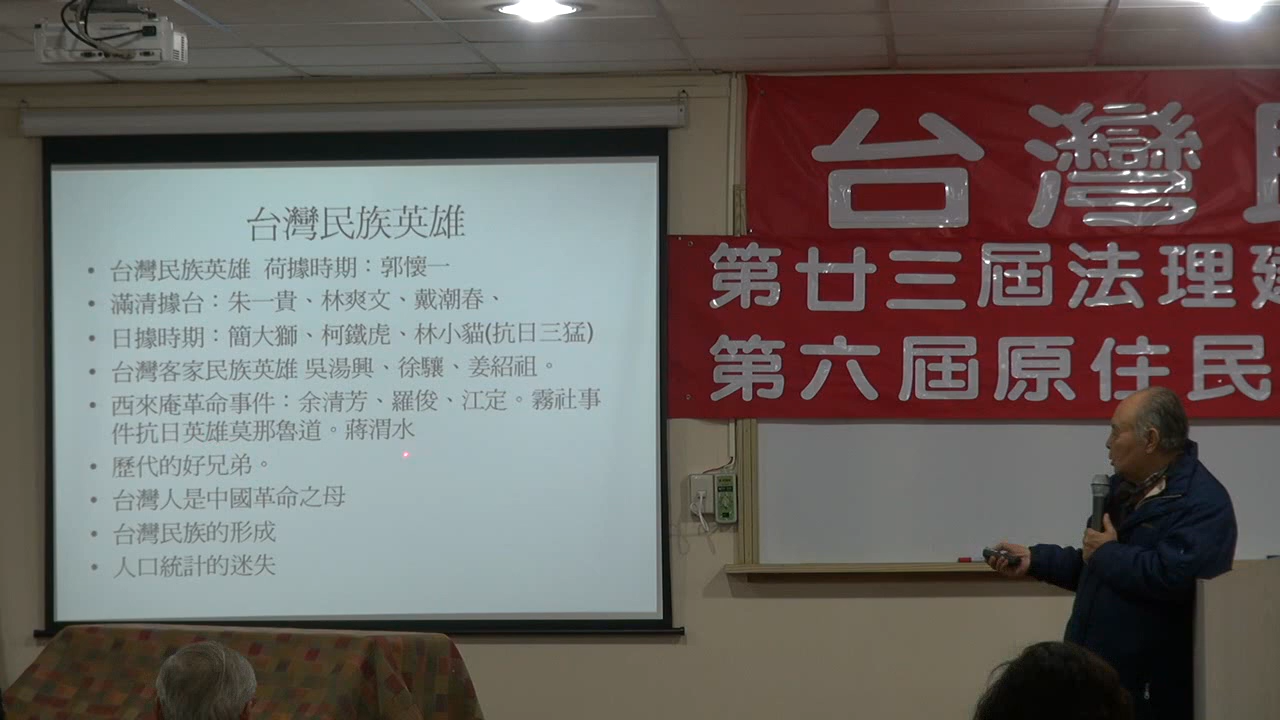 台灣民族英雄
• 台灣民族英雄 荷據時期：郭懷一
• 滿清據台：朱一貴、林爽文、戴潮春、
• 日據時期：簡大獅、柯鐵虎、林小貓(抗日三猛)
• 台灣客家民族英雄 吳湯興、徐驤、姜紹祖。
• 西來庵革命事件：余清芳、羅俊、江定。霧社事
件抗日英雄莫那魯道。蔣渭水
• 歷代的好兄弟。
• 台灣人是中國革命之母
• 台灣民族的形成
• 人口統計的迷失
台灣
第廿三屆法理建
第六屆原住民